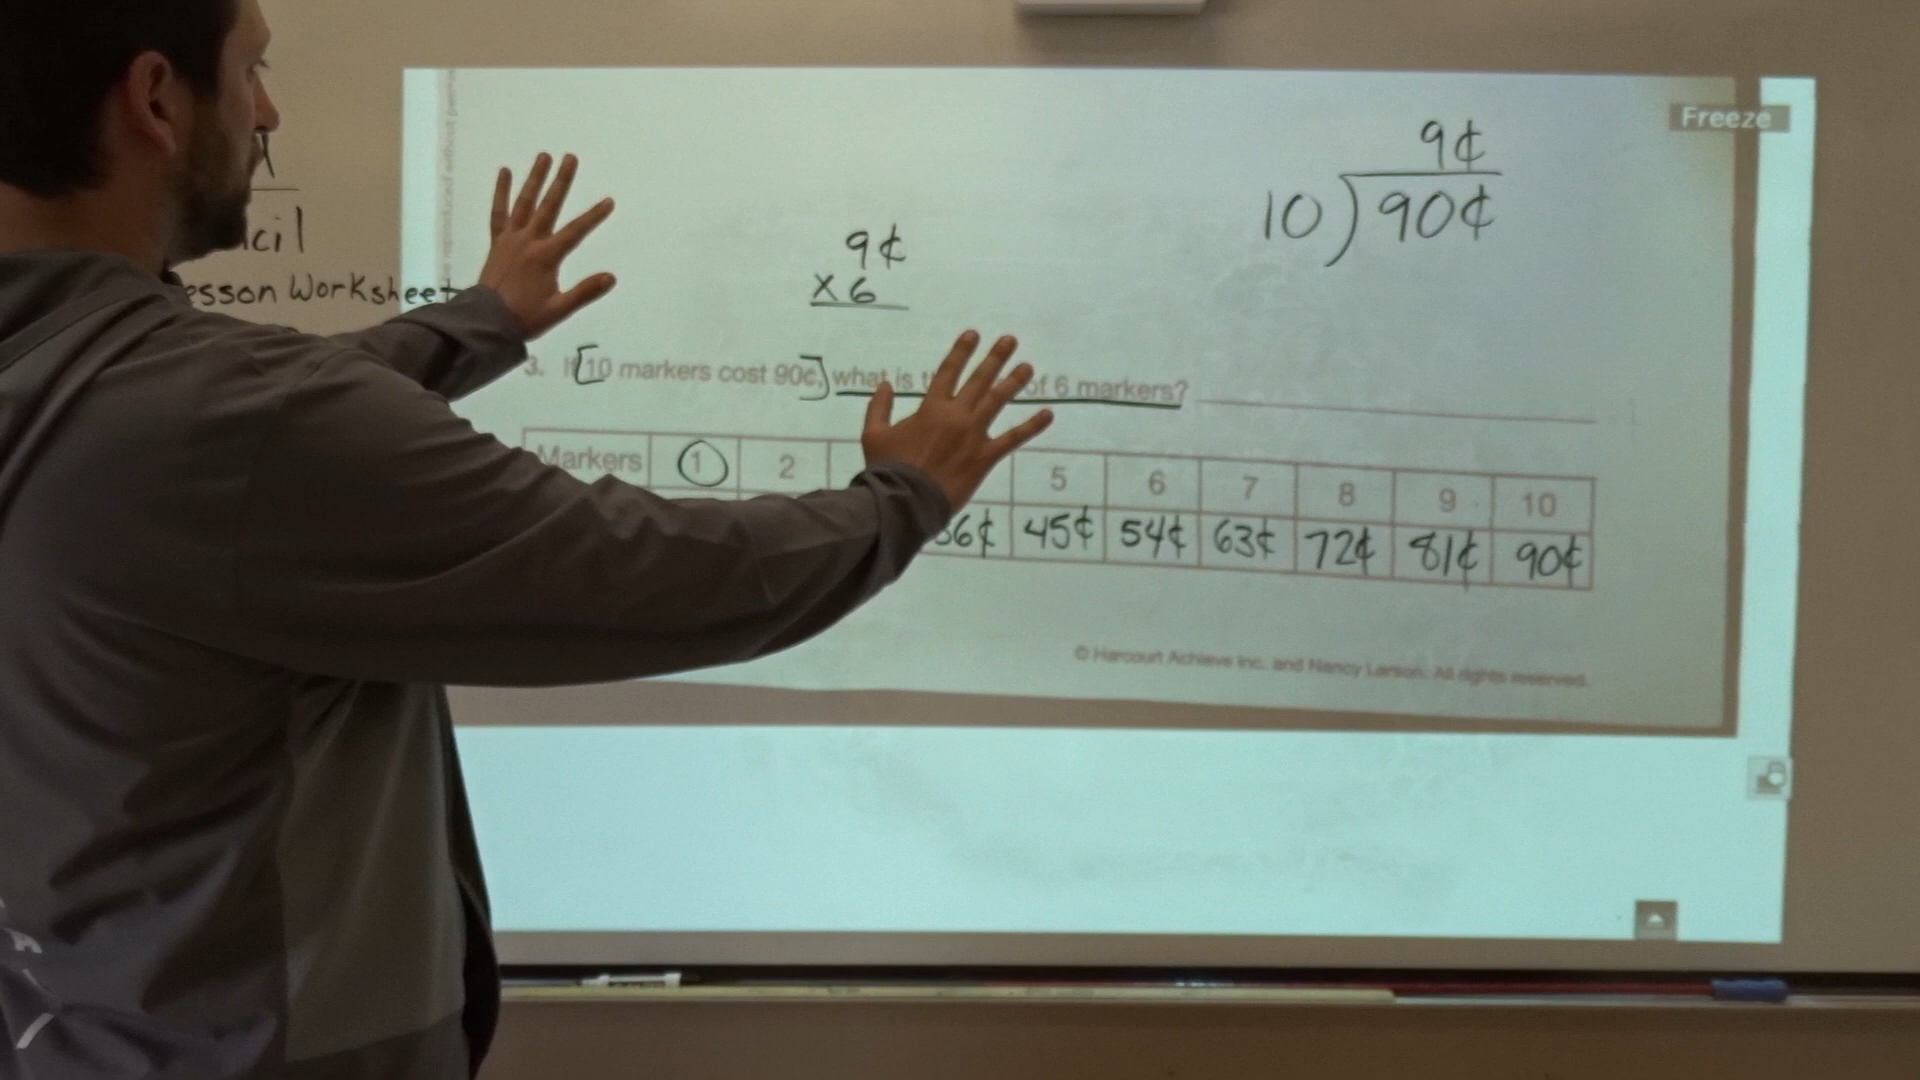 Freeze
9¢
10)90¢
9¢
x6
cil
esson Worksheet
3. If [10 markers cost 90¢,] what is of 6 markers?
Markers 1 2 5 6 7 8 9 10
36¢ 45¢ 54¢ 63¢ 72¢ 81¢ 90¢
© Harcourt Achieve Inc. and Nancy Larson. All rights reserved.